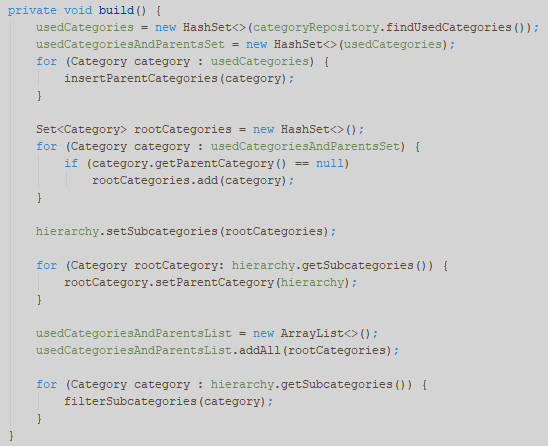 private void build() {
usedCategories = new HashSet<>(categoryRepository.findUsedCategories());
usedCategoriesAndParentsSet = new HashSet<>(usedCategories);
for (Category category : usedCategories) {
insertParentCategories(category);
}
Set<Category> rootCategories = new HashSet<>();
for (Category category : usedCategoriesAndParentsSet) {
if (category.getParentCategory() == null)
rootCategories.add(category);
}
hierarchy.setSubcategories(rootCategories);
for (Category rootCategory: hierarchy.getSubcategories()) {
rootCategory.setParentCategory(hierarchy);
}
usedCategoriesAndParentsList = new ArrayList<>();
usedCategoriesAndParentsList.addAll(rootCategories);
for (Category category : hierarchy.getSubcategories()) {
filterSubcategories(category);
}
}